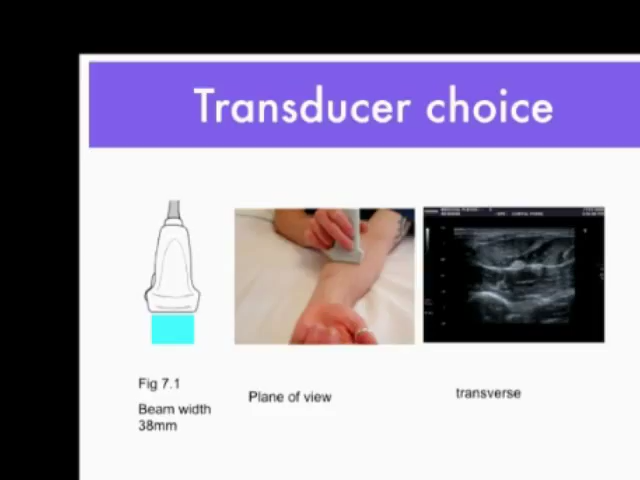 Transducer choice
Fig 7.1
Beam width
38mm
Plane of view
transverse